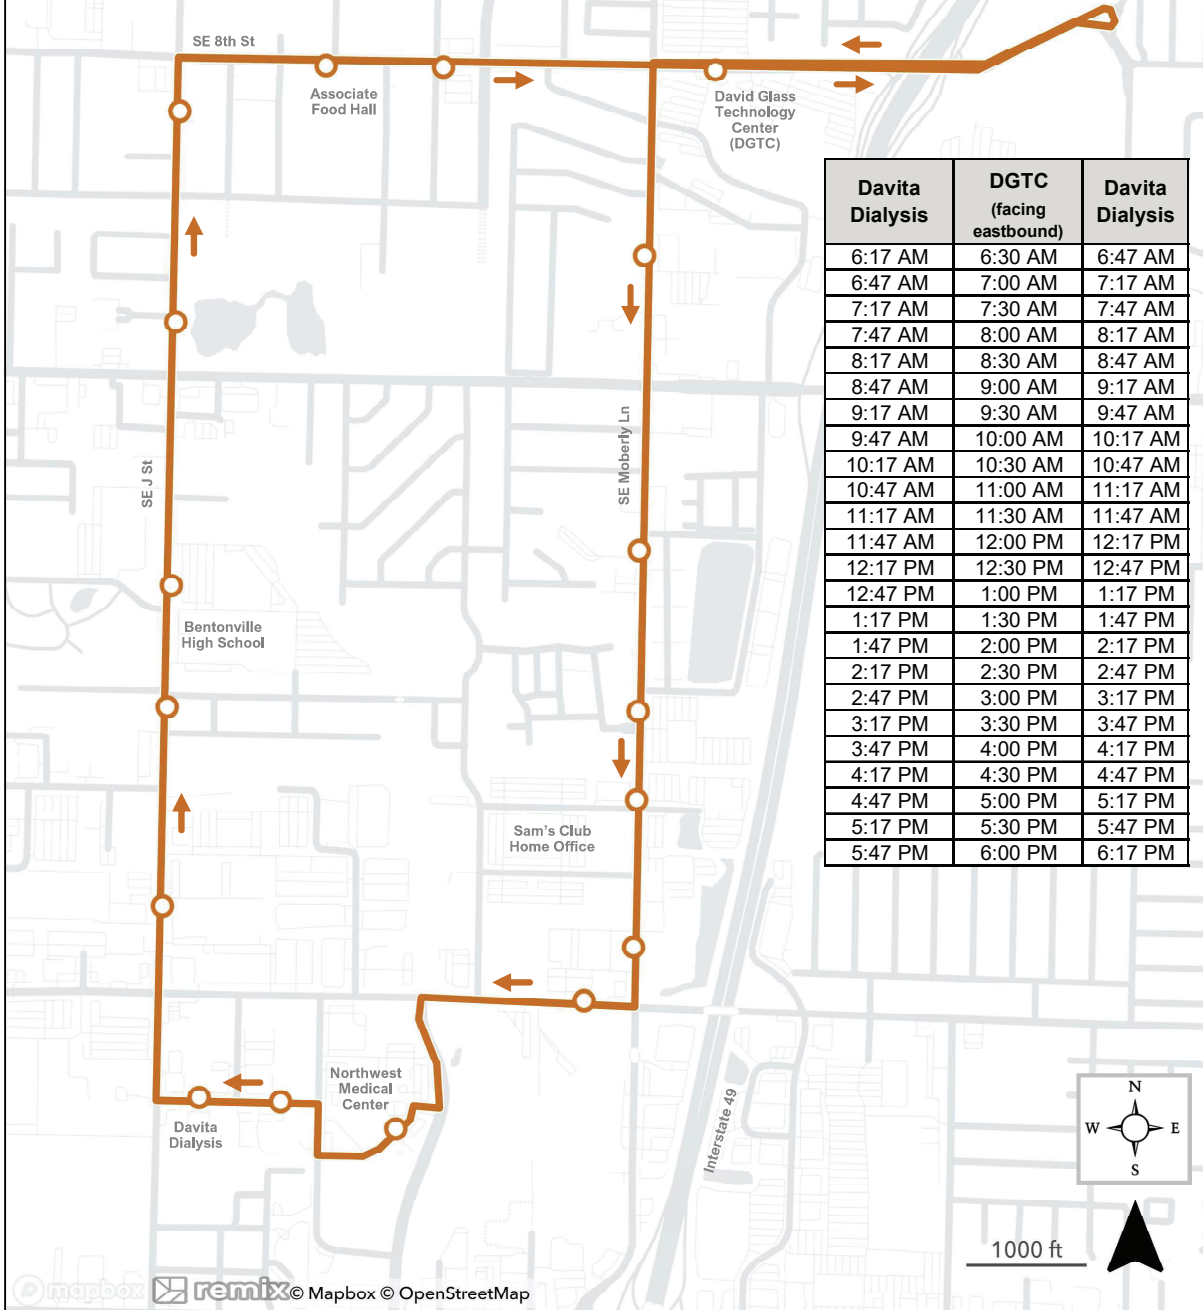 SE 8th St
Associate
Food Hall
David Glass
Technology
Center
(DGTC)
Davita Dialysis | DGTC (facing eastbound) | Davita Dialysis
6:17 AM 6:30 AM 6:47 AM
6:47 AM 7:00 AM 7:17 AM
7:17 AM 7:30 AM 7:47 AM
7:47 AM 8:00 AM 8:17 AM
8:17 AM 8:30 AM 8:47 AM
8:47 AM 9:00 AM 9:17 AM
9:17 AM 9:30 AM 9:47 AM
9:47 AM 10:00 AM 10:17 AM
10:17 AM 10:30 AM 10:47 AM
10:47 AM 11:00 AM 11:17 AM
11:17 AM 11:30 AM 11:47 AM
11:47 AM 12:00 PM 12:17 PM
12:17 PM 12:30 PM 12:47 PM
12:47 PM 1:00 PM 1:17 PM
1:17 PM 1:30 PM 1:47 PM
1:47 PM 2:00 PM 2:17 PM
2:17 PM 2:30 PM 2:47 PM
2:47 PM 3:00 PM 3:17 PM
3:17 PM 3:30 PM 3:47 PM
3:47 PM 4:00 PM 4:17 PM
4:17 PM 4:30 PM 4:47 PM
4:47 PM 5:00 PM 5:17 PM
5:17 PM 5:30 PM 5:47 PM
5:47 PM 6:00 PM 6:17 PM
SE J St
SE Moberly Ln
Bentonville
High School
Sam's Club
Home Office
Northwest
Medical
Center
Davita
Dialysis
Interstate 49
N
W E
S
1000 ft
mapbox remix © Mapbox © OpenStreetMap